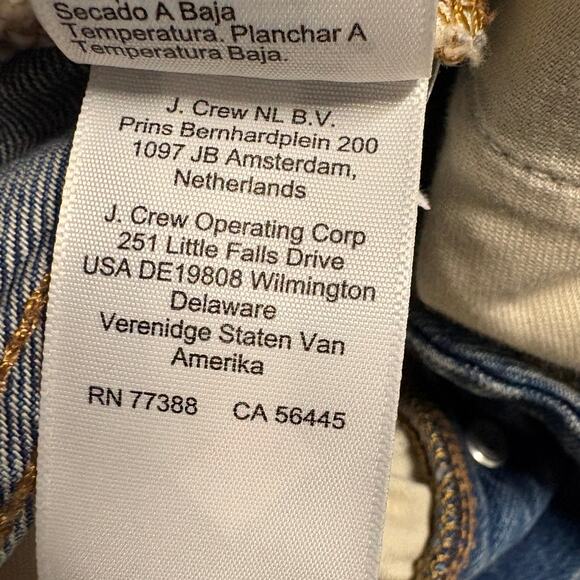 Secado A Baja
Temperatura. Planchar A
Temperatura Baja.
J. Crew NL B.V.
Prins Bernhardplein 200
1097 JB Amsterdam,
Netherlands
J. Crew Operating Corp
251 Little Falls Drive
USA DE19808 Wilmington
Delaware
Verenidge Staten Van
Amerika
RN 77388 CA 56445